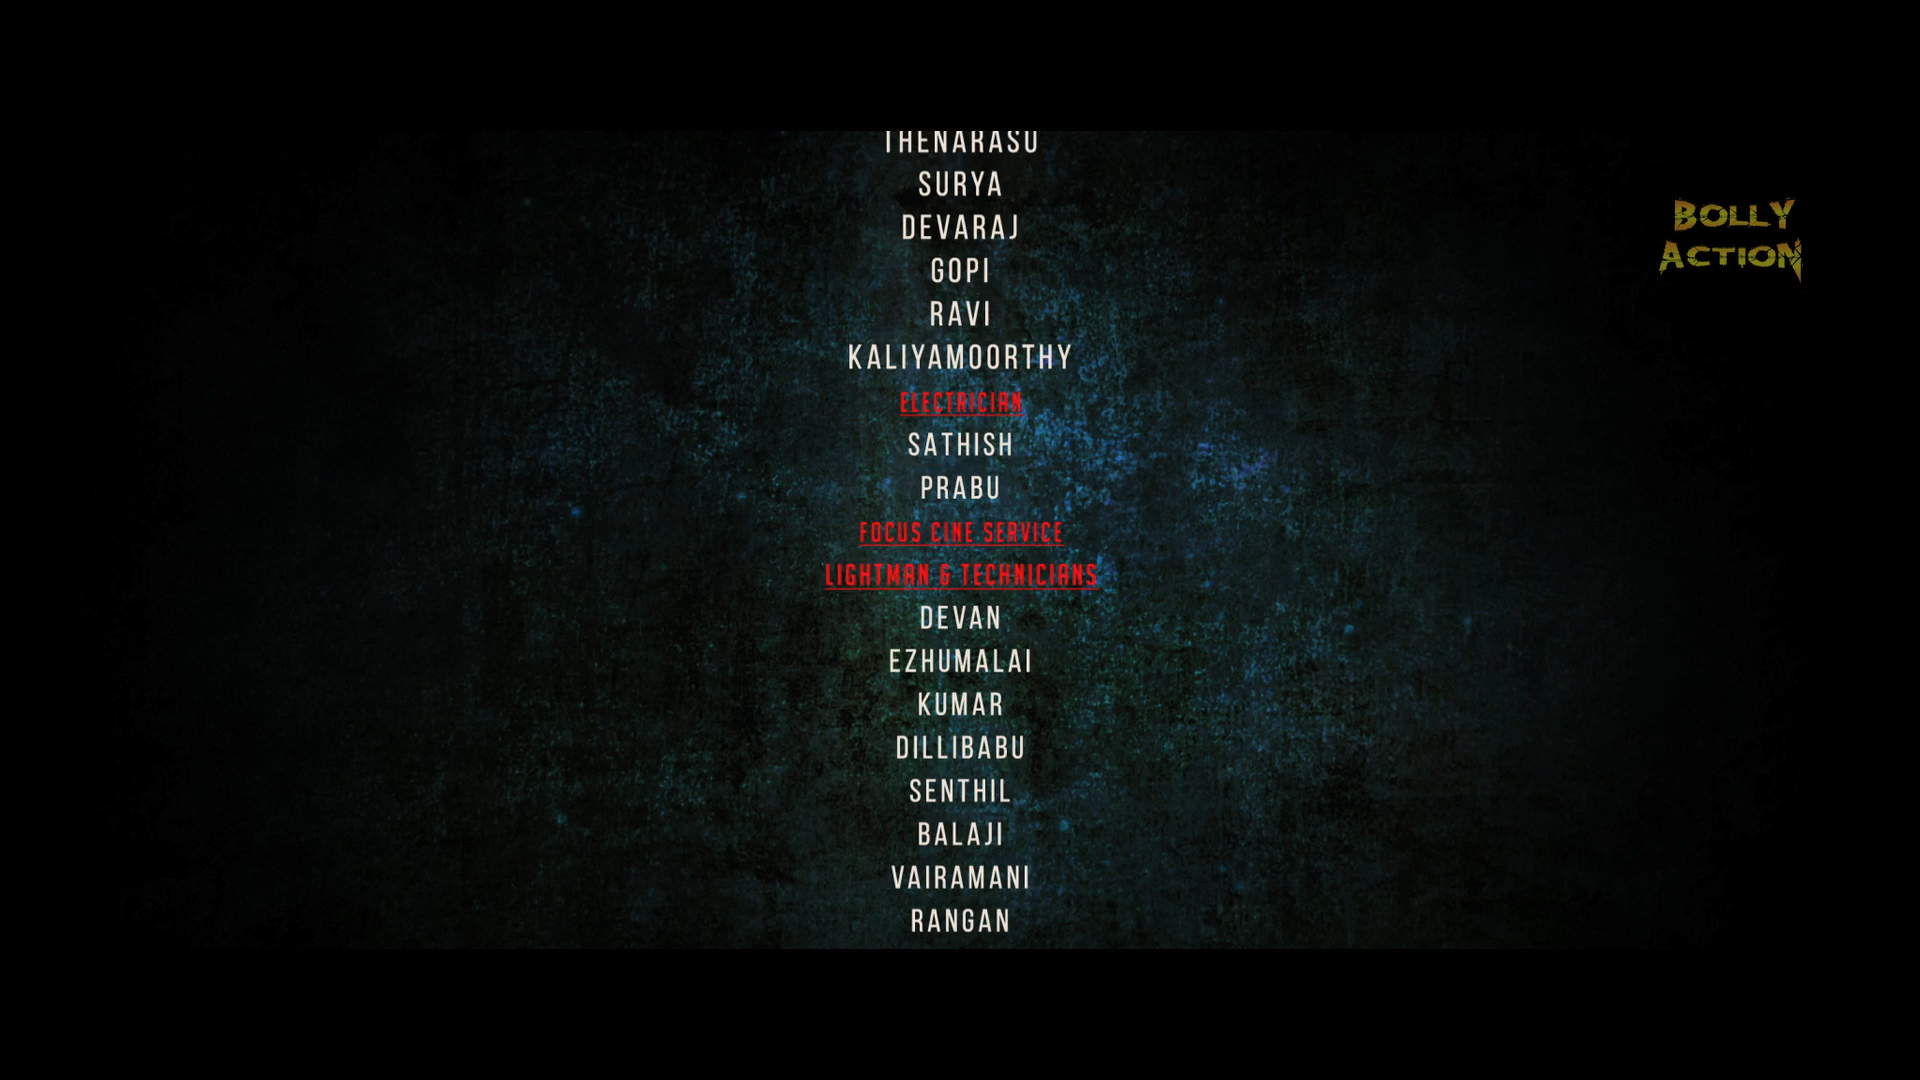 THENARASU
SURYA
DEVARAJ
GOPI
RAVI
KALIYAMOORTHY
ELECTRICIAN
SATHISH
PRABU
FOCUS CINE SERVICE
LIGHTMAN & TECHNICIANS
DEVAN
EZHUMALAI
KUMAR
DILLIBABU
SENTHIL
BALAJI
VAIRAMANI
RANGAN
BOLLY
ACTION